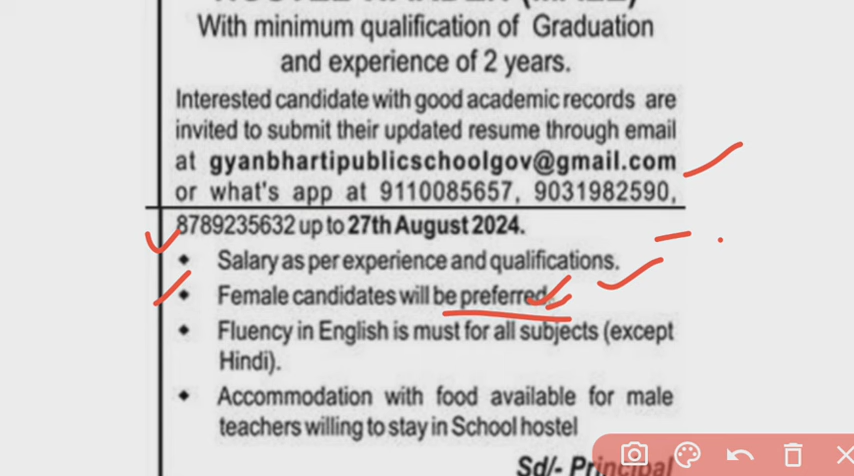 With minimum qualification of Graduation
and experience of 2 years.
Interested candidate with good academic records are
invited to submit their updated resume through email
at gyanbhartipublicschoolgov@gmail.com
or what's app at 9110085657, 9031982590,
8789235632 up to 27th August 2024.
Salary as per experience and qualifications.
Female candidates will be preferred.
Fluency in English is must for all subjects (except
Hindi).
Accommodation with food available for male
teachers willing to stay in School hostel
Sd/- Principal